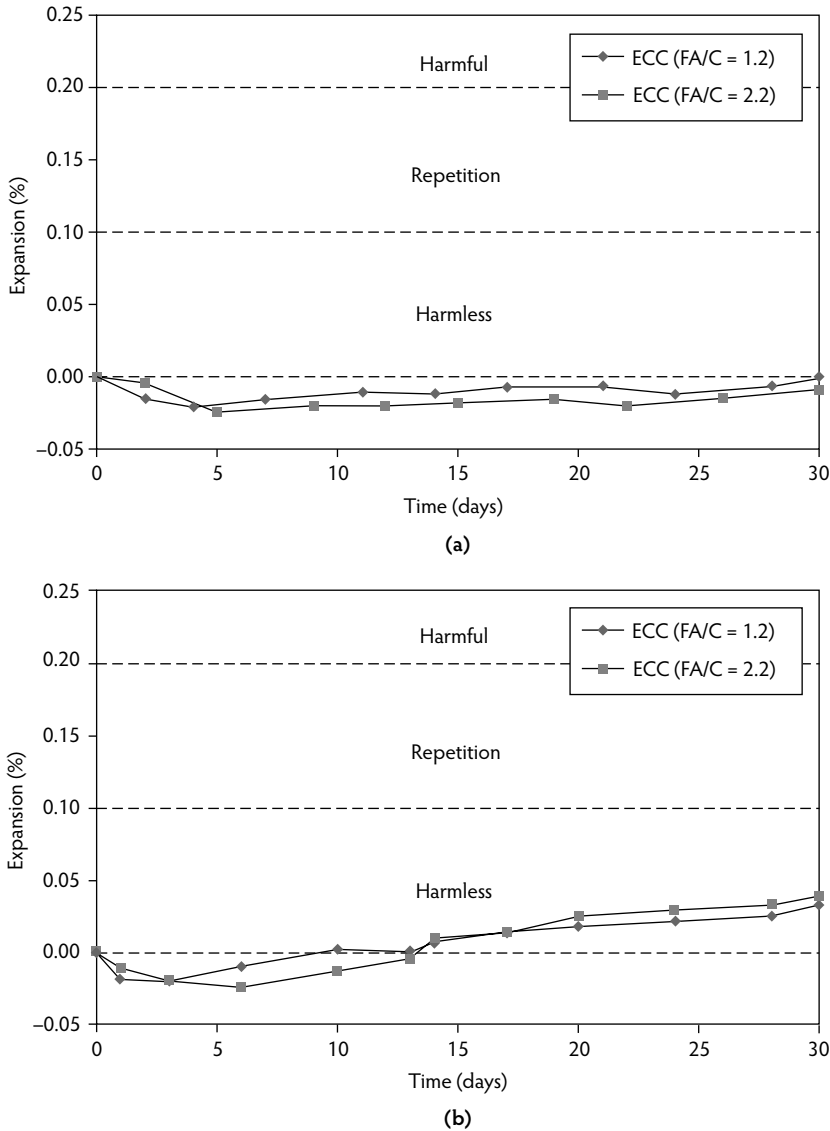 0.25
Harmful
ECC (FA/C = 1.2)
0.20
ECC (FA/C = 2.2)
0.15
Repetition
0.10
0.05
Harmless
0.00
–0.05
0 5 10 15 20 25 30
Expansion (%)
Time (days)
(a)
0.25
Harmful
ECC (FA/C = 1.2)
0.20
ECC (FA/C = 2.2)
0.15
Repetition
0.10
0.05
Harmless
0.00
–0.05
0 5 10 15 20 25 30
Expansion (%)
Time (days)
(b)